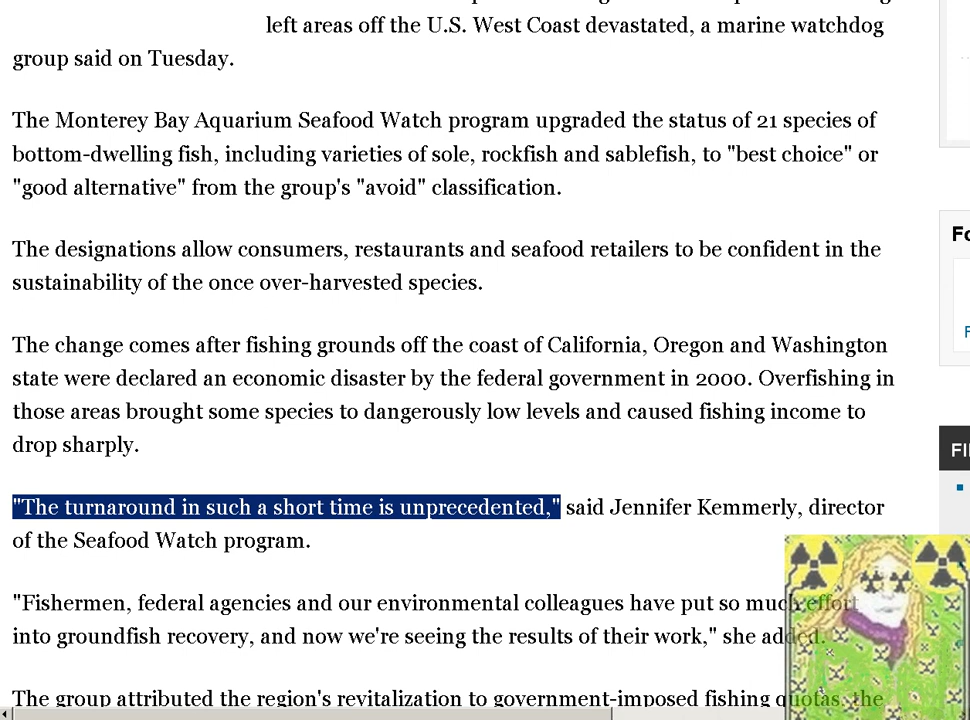 left areas off the U.S. West Coast devastated, a marine watchdog
group said on Tuesday.
The Monterey Bay Aquarium Seafood Watch program upgraded the status of 21 species of
bottom-dwelling fish, including varieties of sole, rockfish and sablefish, to "best choice" or
"good alternative" from the group's "avoid" classification.
The designations allow consumers, restaurants and seafood retailers to be confident in the
sustainability of the once over-harvested species.
The change comes after fishing grounds off the coast of California, Oregon and Washington
state were declared an economic disaster by the federal government in 2000. Overfishing in
those areas brought some species to dangerously low levels and caused fishing income to
drop sharply.
"The turnaround in such a short time is unprecedented," said Jennifer Kemmerly, director
of the Seafood Watch program.
"Fishermen, federal agencies and our environmental colleagues have put so much effort
into groundfish recovery, and now we're seeing the results of their work," she added.
The group attributed the region's revitalization to government-imposed fishing quotas, the